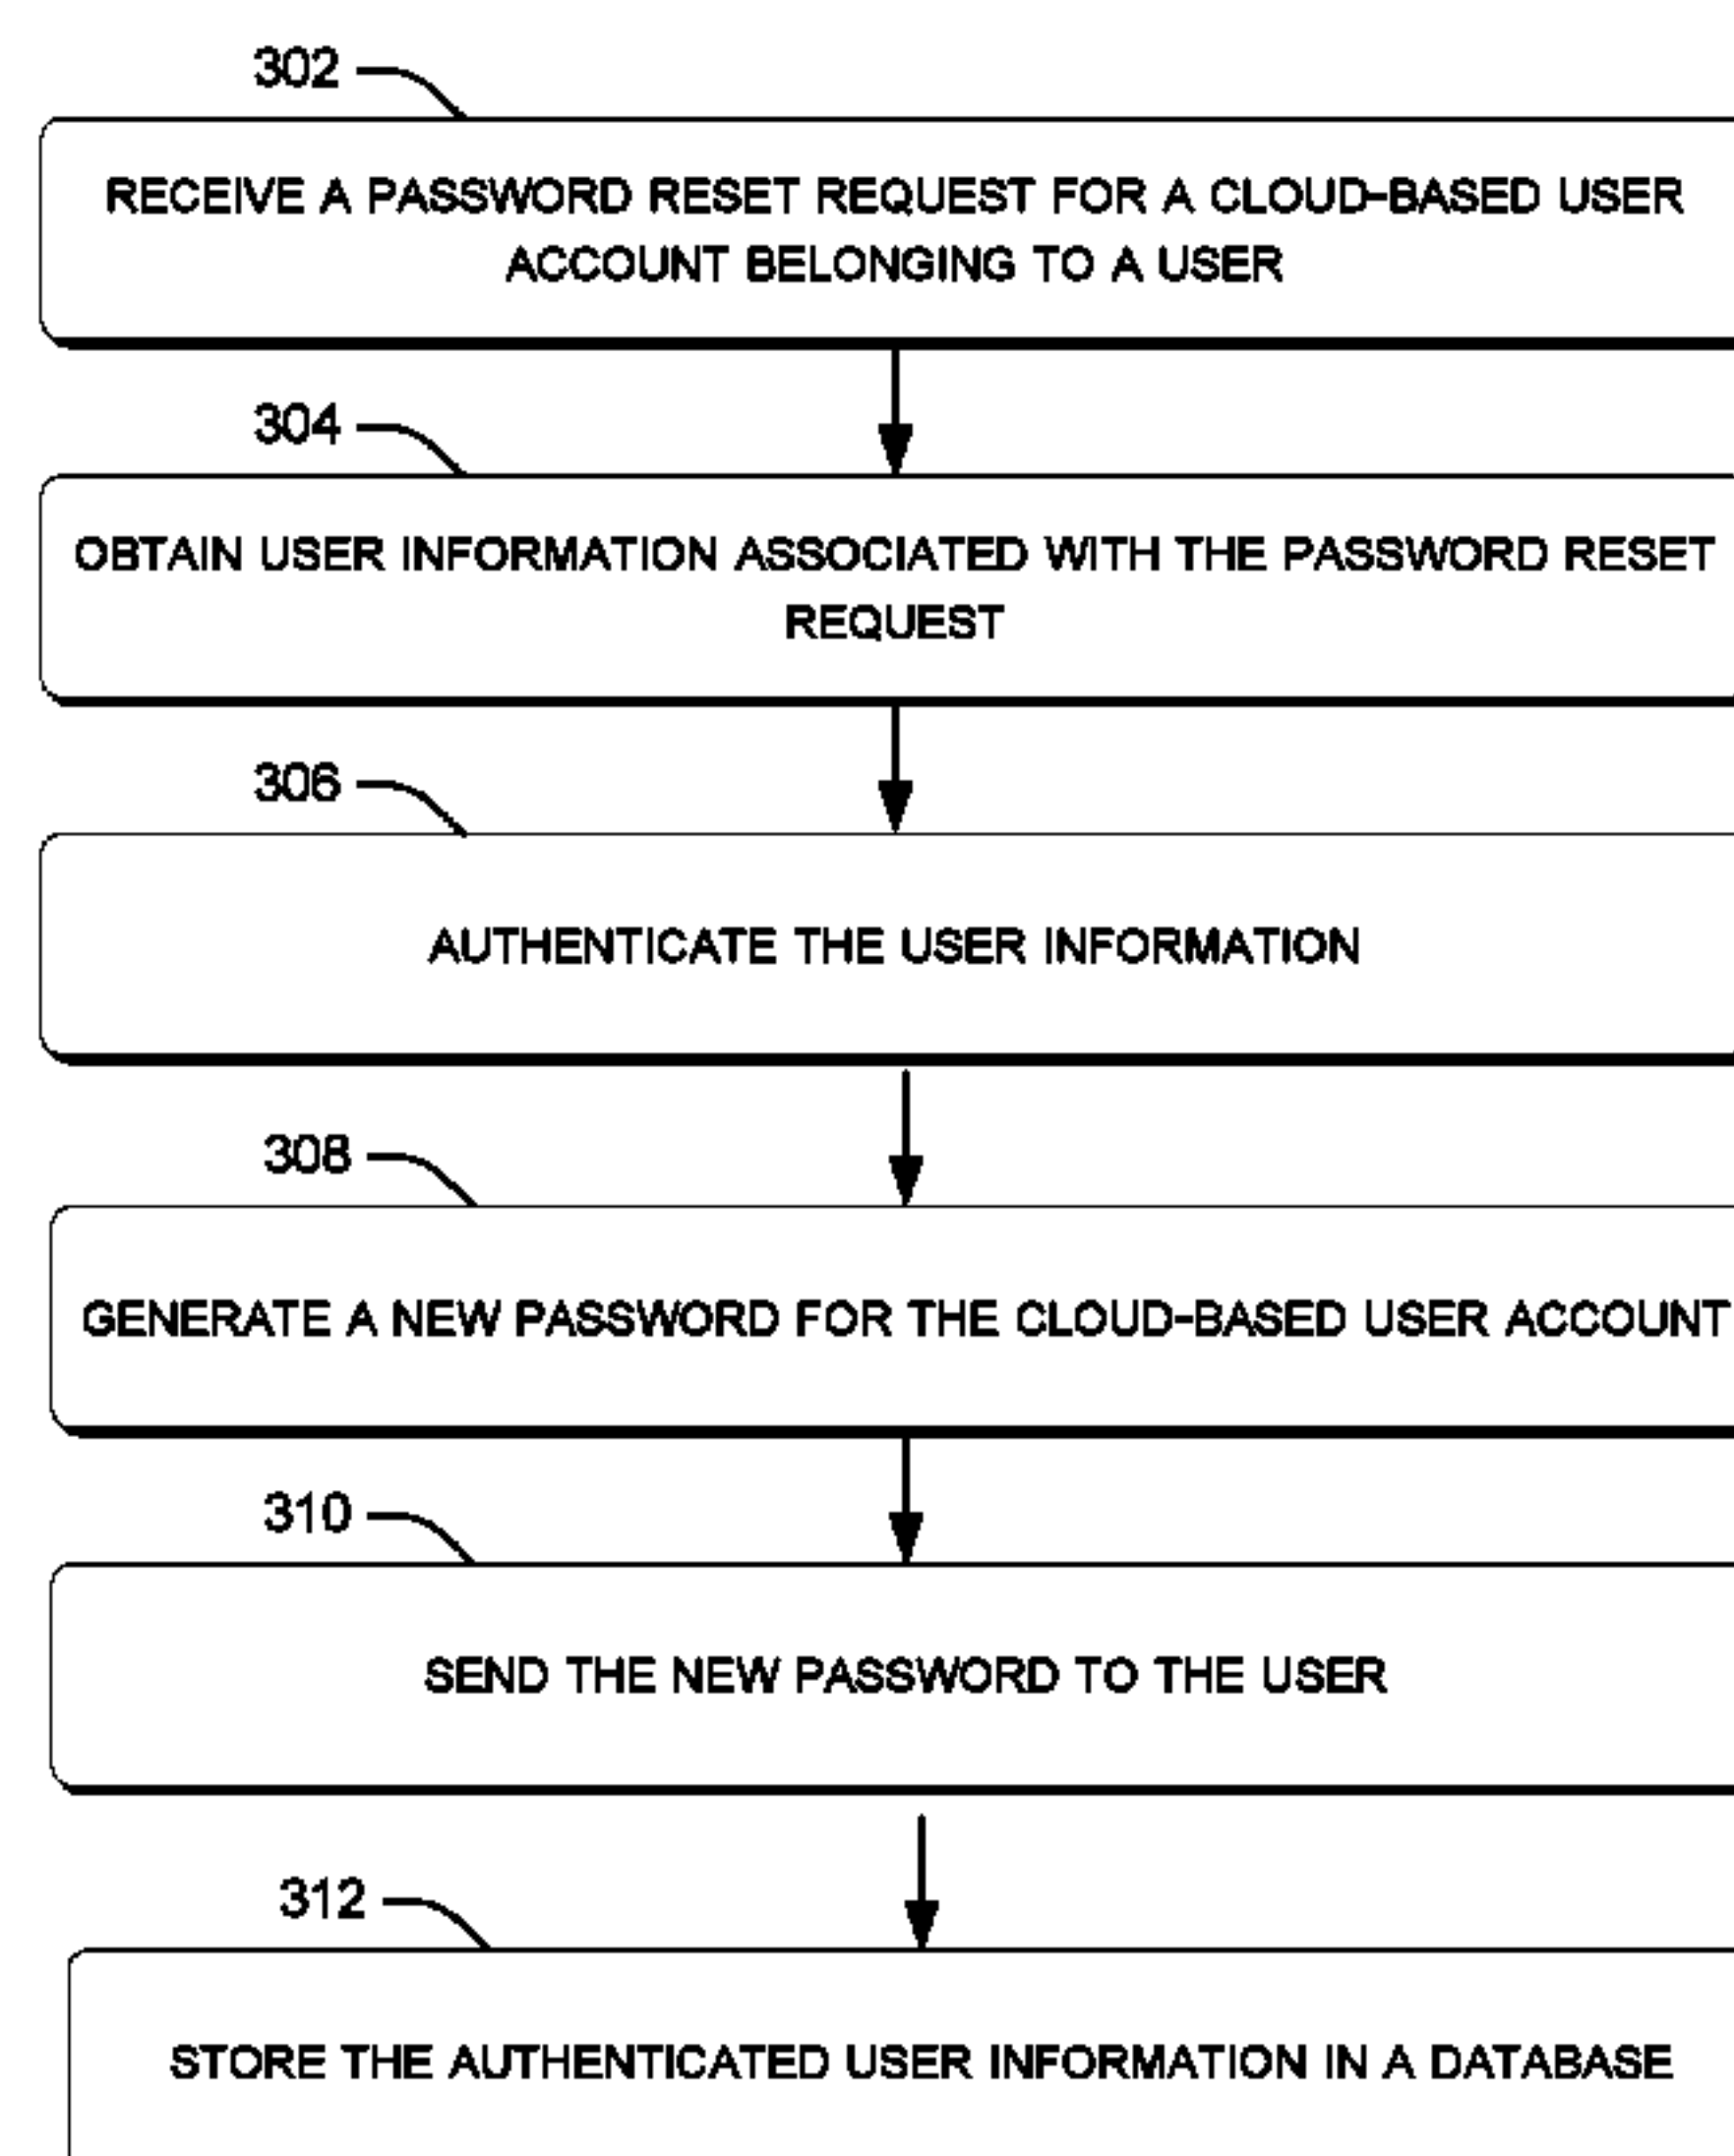 302
RECEIVE A PASSWORD RESET REQUEST FOR A CLOUD-BASED USER
ACCOUNT BELONGING TO A USER
304
OBTAIN USER INFORMATION ASSOCIATED WITH THE PASSWORD RESET
REQUEST
306
AUTHENTICATE THE USER INFORMATION
308
GENERATE A NEW PASSWORD FOR THE CLOUD-BASED USER ACCOUNT
310
SEND THE NEW PASSWORD TO THE USER
312
STORE THE AUTHENTICATED USER INFORMATION IN A DATABASE